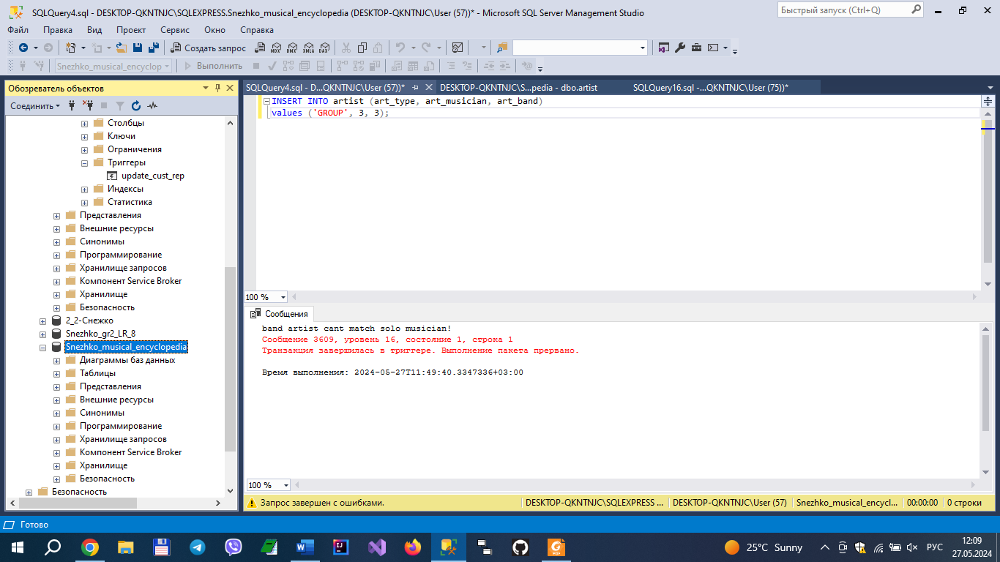 SQLQuery4.sql - DESKTOP-QKNTNJC\SQLEXPRESS.Snezhko_musical_encyclopedia (DESKTOP-QKNTNJC\User (57))* - Microsoft SQL Server Management Studio
Быстрый запуск (Ctrl+Q)
Файл Правка Вид Проект Сервис Окно Справка
Создать запрос MDX DMX XMLA DAX
Snezhko_musical_encyclop Выполнить
Обозреватель объектов
SQLQuery4.sql - D...QKNTNJC\User (57))* DESKTOP-QKNTNJC\S...pedia - dbo.artist SQLQuery16.sql -...QKNTNJC\User (75))*
Соединить
Столбцы
Ключи
Ограничения
Триггеры
update_cust_rep
Индексы
Статистика
Представления
Внешние ресурсы
Синонимы
Программирование
Хранилище запросов
Компонент Service Broker
Хранилище
Безопасность
2_2-Снежко
Snezhko_gr2_LR_8
Snezhko_musical_encyclopedia
Диаграммы баз данных
Таблицы
Представления
Внешние ресурсы
Синонимы
Программирование
Хранилище запросов
Компонент Service Broker
Хранилище
Безопасность
Безопасность
INSERT INTO artist (art_type, art_musician, art_band)
values ('GROUP', 3, 3);
100 %
Сообщения
band artist cant match solo musician!
Сообщение 3609, уровень 16, состояние 1, строка 1
Транзакция завершилась в триггере. Выполнение пакета прервано.
Время выполнения: 2024-05-27T11:49:40.3347336+03:00
100 %
Запрос завершен с ошибками. DESKTOP-QKNTNJC\SQLEXPRESS ... DESKTOP-QKNTNJC\User (57) Snezhko_musical_encycl... 00:00:00 0 строки
Готово
25°C Sunny РУС 12:09
27.05.2024